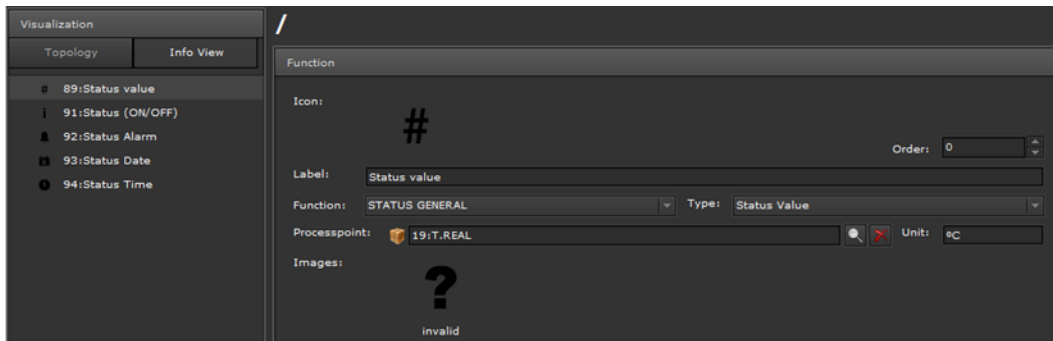 Visualization
/
Topology Info View
Function
# 89:Status value
i 91:Status (ON/OFF)
92:Status Alarm
93:Status Date
94:Status Time
Icon:
#
Order: 0
Label: Status value
Function: STATUS GENERAL Type: Status Value
Processpoint: 19:T.REAL Unit: ºC
Images:
?
invalid